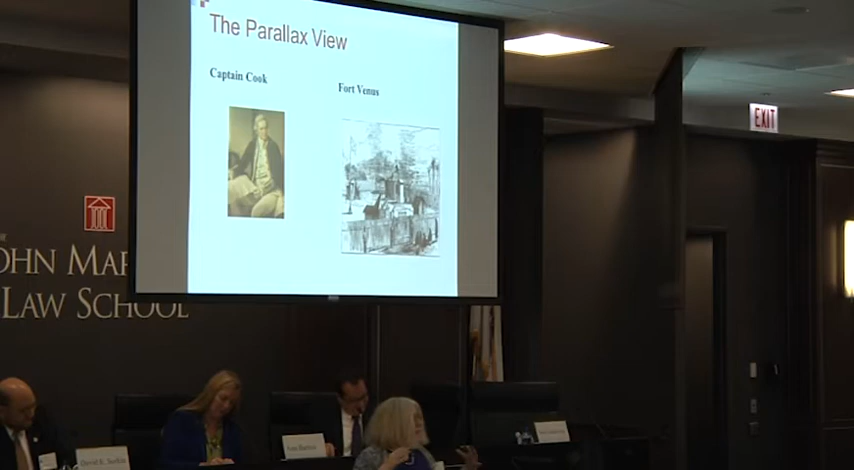 The Parallax View
Captain Cook
Fort Venus
EXIT
OHN MAR
LAW SCHOOL